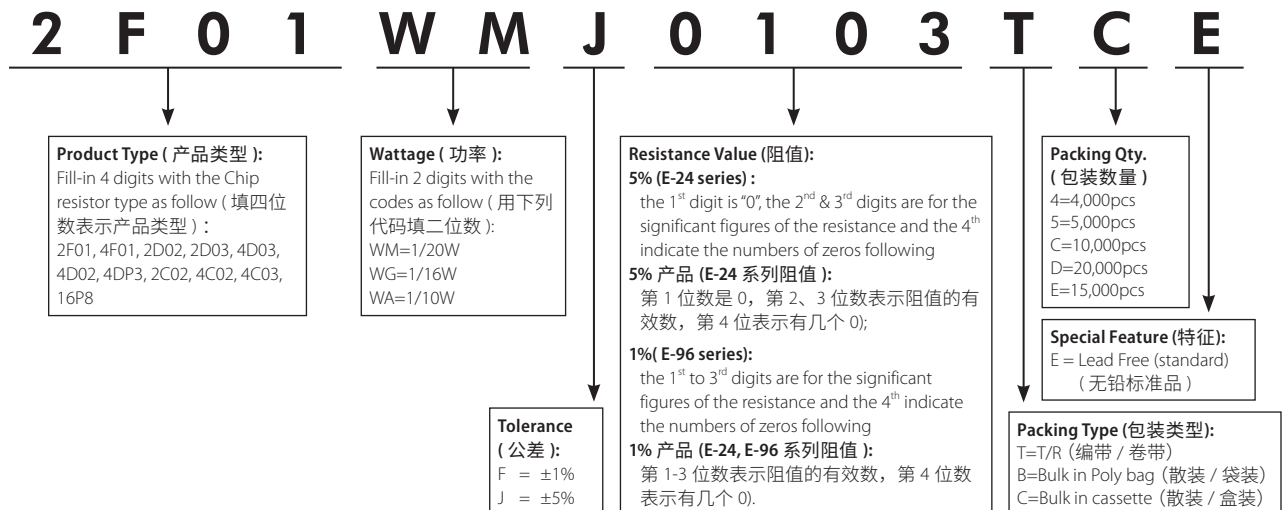 2F01 WM J 0103 T C E
Product Type ( 产品类型 ):
Fill-in 4 digits with the Chip
resistor type as follow ( 填四位
数表示产品类型 ) :
2F01, 4F01, 2D02, 2D03, 4D03,
4D02, 4DP3, 2C02, 4C02, 4C03,
16P8
Wattage ( 功率 ):
Fill-in 2 digits with the
codes as follow ( 用下列
代码填二位数 ):
WM=1/20W
WG=1/16W
WA=1/10W
Tolerance
( 公差 ):
F = ±1%
J = ±5%
Resistance Value (阻值):
5% (E-24 series) :
the 1st digit is "0", the 2nd & 3rd digits are for the
significant figures of the resistance and the 4th
indicate the numbers of zeros following
5% 产品 (E-24 系列阻值 ):
第 1 位数是 0，第 2、3 位数表示阻值的有
效数，第 4 位表示有几个 0);
1%( E-96 series):
the 1st to 3rd digits are for the significant
figures of the resistance and the 4th indicate
the numbers of zeros following
1% 产品 (E-24, E-96 系列阻值 ):
第 1-3 位数表示阻值的有效数，第 4 位数
表示有几个 0).
Packing Qty.
( 包装数量 )
4=4,000pcs
5=5,000pcs
C=10,000pcs
D=20,000pcs
E=15,000pcs
Special Feature (特征):
E = Lead Free (standard)
( 无铅标准品 )
Packing Type (包装类型):
T=T/R（编带 / 卷带）
B=Bulk in Poly bag（散装 / 袋装）
C=Bulk in cassette（散装 / 盒装）